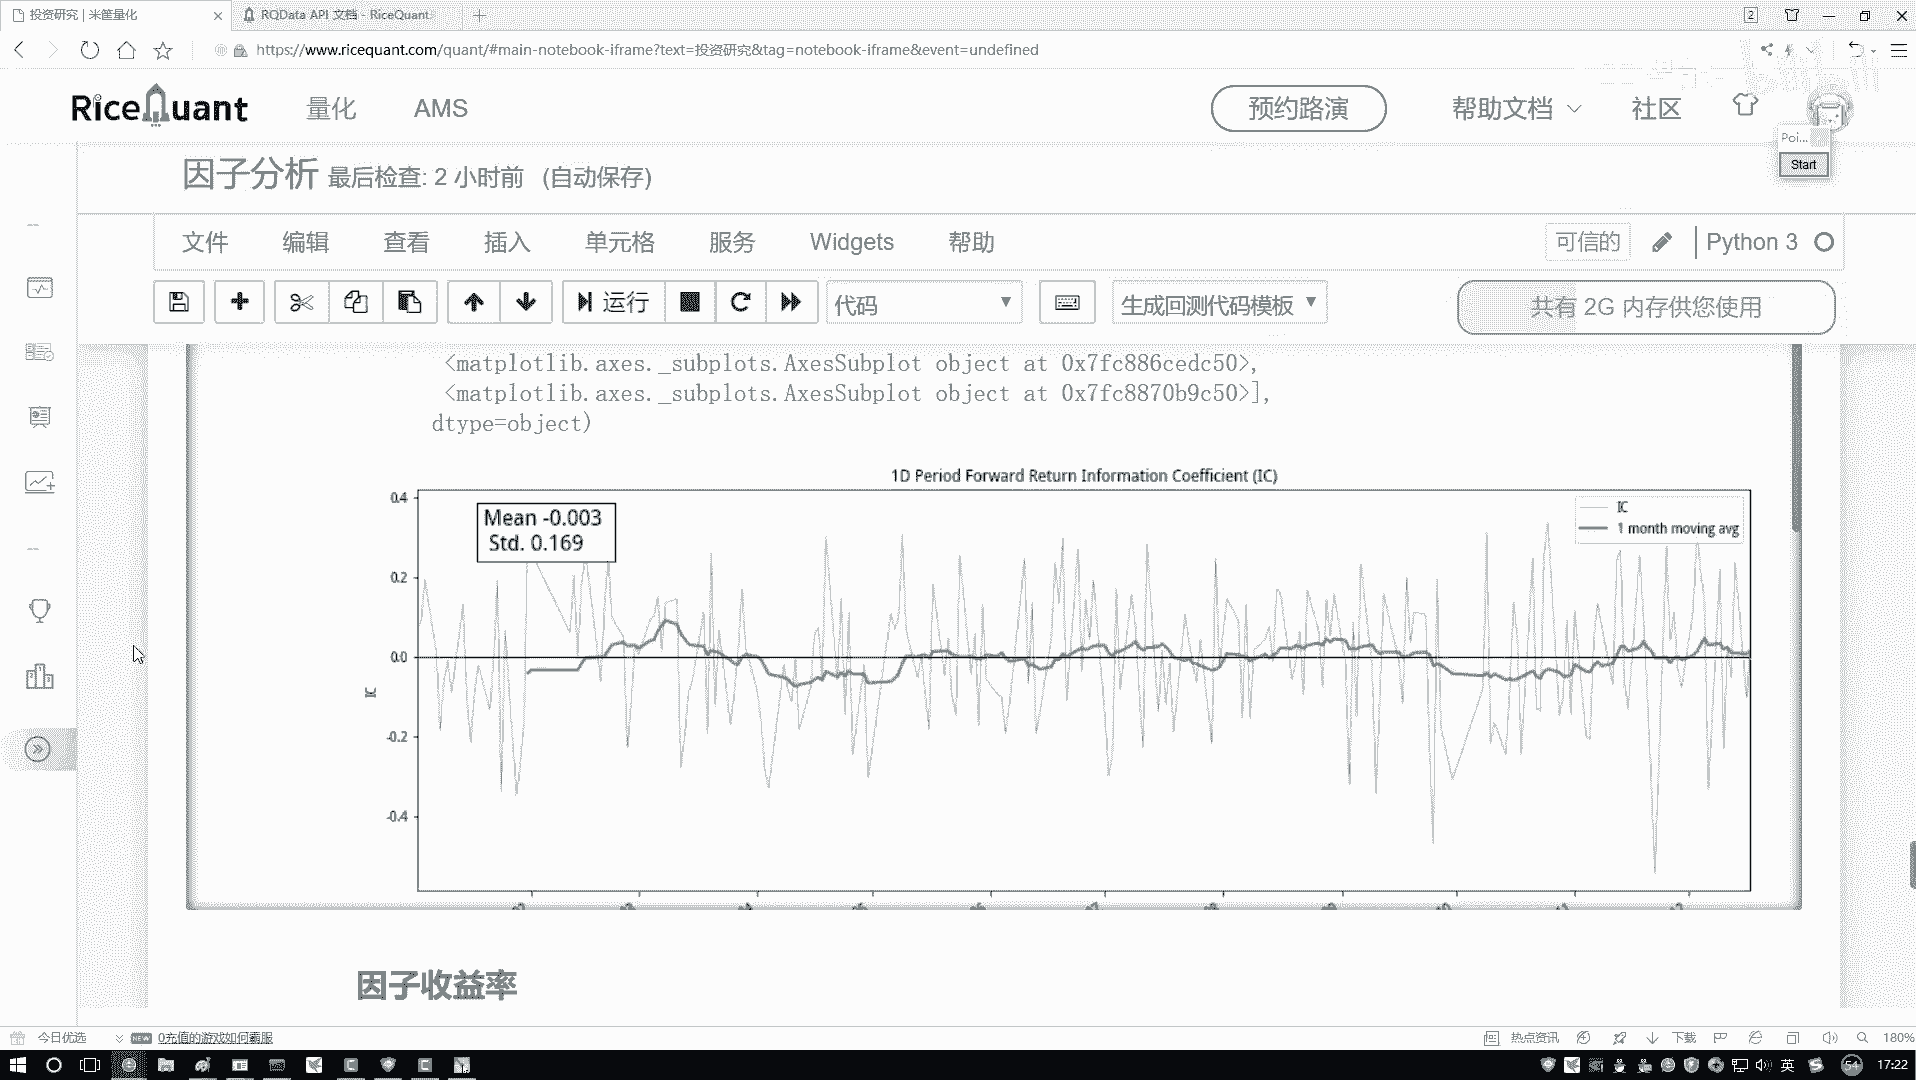 投资研究 | 米筐量化
RQData API 文档 - RiceQuant
2
https://www.ricequant.com/quant/#main-notebook-iframe?text=投资研究&tag=notebook-iframe&event=undefined
RiceQuant
量化
AMS
预约路演
帮助文档
社区
Poi...
Start
因子分析 最后检查: 2 小时前 (自动保存)
文件
编辑
查看
插入
单元格
服务
Widgets
帮助
可信的
Python 3
运行
代码
生成回测代码模板
共有 2G 内存供您使用
<matplotlib.axes._subplots.AxesSubplot object at 0x7fc886cedc50>,
<matplotlib.axes._subplots.AxesSubplot object at 0x7fc8870b9c50>],
dtype=object)
1D Period Forward Return Information Coefficient (IC)
Mean -0.003
Std. 0.169
IC
1 month moving avg
0.4
0.2
0.0
-0.2
-0.4
IC
因子收益率
今日优选
NEW
0充值的游戏如何霸服
热点资讯
下载
180%
英
54
17:22